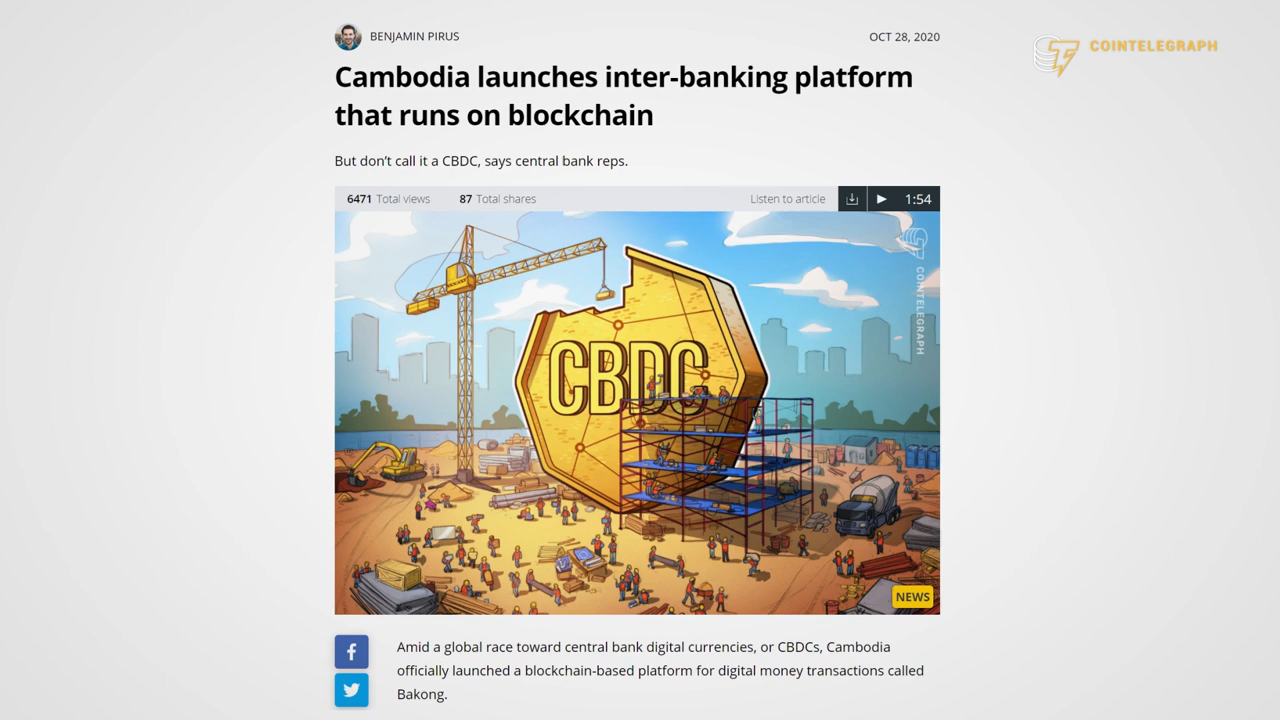 BENJAMIN PIRUS
OCT 28, 2020
COINTELEGRAPH
Cambodia launches inter-banking platform
that runs on blockchain
But don't call it a CBDC, says central bank reps.
6471 Total views 87 Total shares Listen to article 1:54
COINTELEGRAPH
CBDC
NEWS
Amid a global race toward central bank digital currencies, or CBDCs, Cambodia
officially launched a blockchain-based platform for digital money transactions called
Bakong.